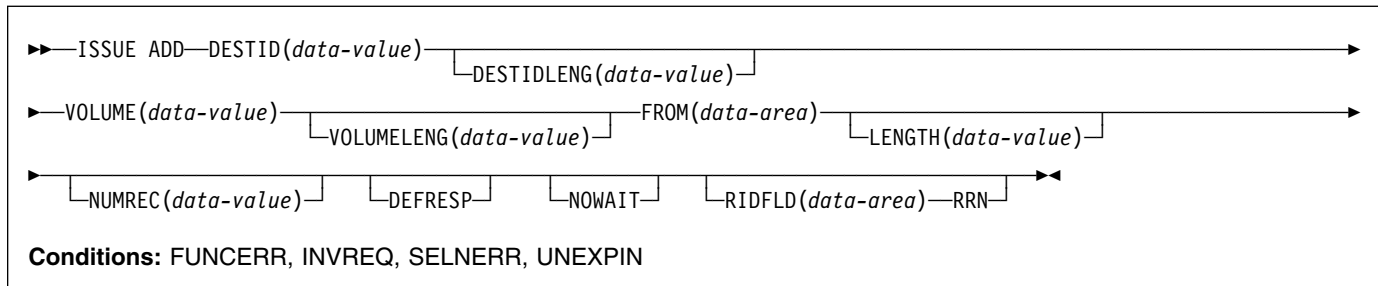 ISSUE ADD DESTID(data-value)
DESTIDLENG(data-value)
VOLUME(data-value) FROM(data-area)
VOLUMELENG(data-value) LENGTH(data-value)
NUMREC(data-value) DEFRESP NOWAIT RIDFLD(data-area) RRN
Conditions: FUNCERR, INVREQ, SELNERR, UNEXPIN